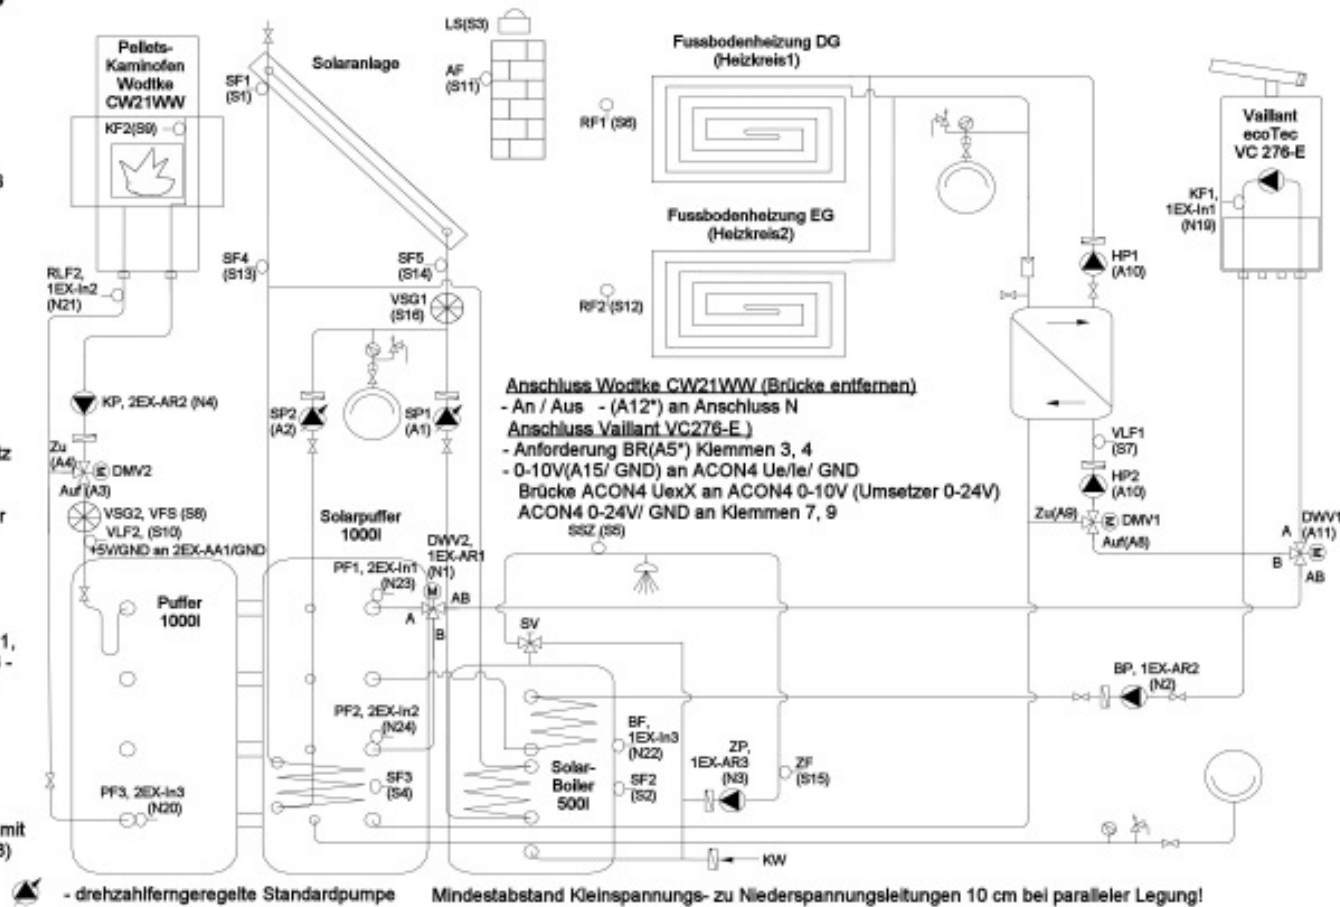 Pellets-
Kaminofen
Wodtke
CW21WW
KF2(S9)
SF1
(S1)
Solaranlage
LS(S3)
AF
(S11)
RF1 (S6)
Fussbodenheizung DG
(Heizkreis1)
Fussbodenheizung EG
(Heizkreis2)
RF2 (S12)
Vaillant
ecoTec
VC 276-E
KF1,
1EX-In1
(N19)
HP1
(A10)
RLF2,
1EX-In2
(N21)
SF4
(S13)
SF5
(S14)
VSG1
(S16)
KP, 2EX-AR2 (N4)
SP2
(A2)
SP1
(A1)
Anschluss Wodtke CW21WW (Brücke entfernen)
- An / Aus - (A12*) an Anschluss N
Anschluss Vaillant VC276-E )
- Anforderung BR(A5*) Klemmen 3, 4
- 0-10V(A15/ GND) an ACON4 Ue/Ie/ GND
Brücke ACON4 UexX an ACON4 0-10V (Umsetzer 0-24V)
ACON4 0-24V/ GND an Klemmen 7, 9
VLF1
(S7)
HP2
(A10)
Zu
(A4)
DMV2
Auf (A3)
tz
r
VSG2, VFS (S8)
VLF2, (S10)
+5V/GND an 2EX-AA1/GND
Solarpuffer
1000l
DWV2,
1EX-AR1
(N1)
SSZ (S5)
Zu(A9)
DMV1
Auf(A8)
DWV1
(A11)
A
B
AB
Puffer
1000l
PF1, 2EX-In1
(N23)
M
A
AB
B
SV
1,
-
PF2, 2EX-In2
(N24)
BF,
1EX-In3
(N22)
SF2
(S2)
Solar-
Boiler
500l
SF3
(S4)
ZP,
1EX-AR3
(N3)
ZF
(S15)
BP, 1EX-AR2
(N2)
PF3, 2EX-In3
(N20)
mit
KW
- drehzahlferngeregelte Standardpumpe
Mindestabstand Kleinspannungs- zu Niederspannungsleitungen 10 cm bei paralleler Legung!